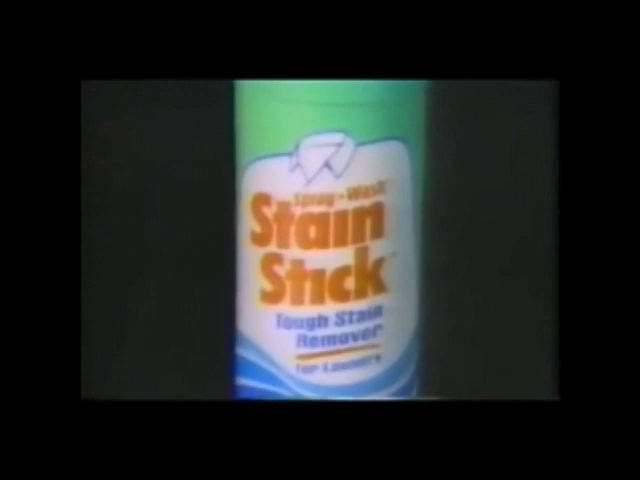 Spray-n-Wash
Stain
Stick
Tough Stain
Remover
for Laundry